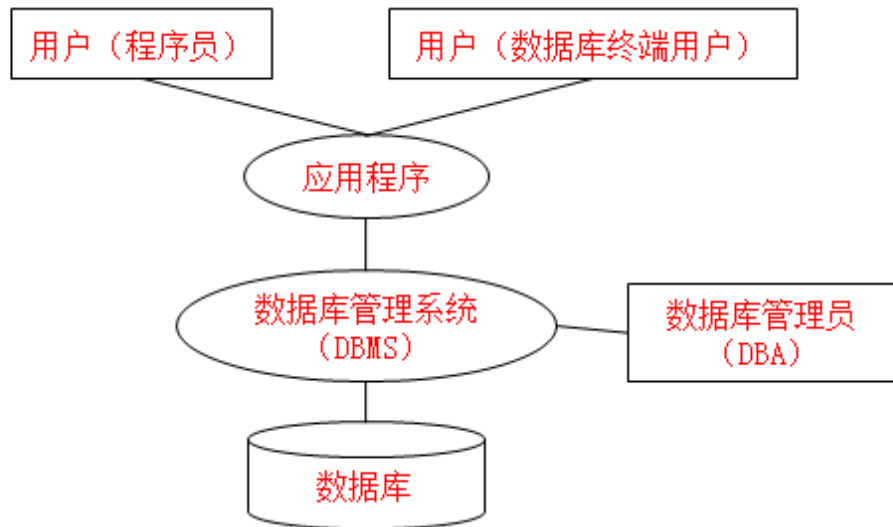 用户（程序员）
用户（数据库终端用户）
应用程序
数据库管理系统
（DBMS）
数据库管理员
（DBA）
数据库